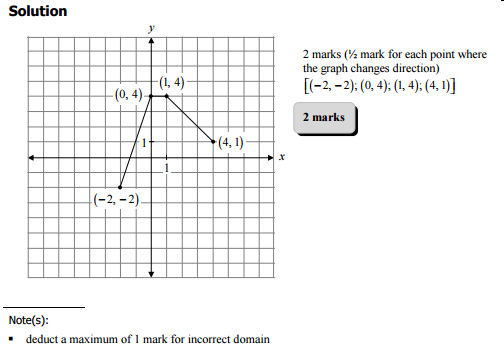 Solution
y
(0, 4)
(1, 4)
1
(4, 1)
x
1
(−2, −2)
2 marks (½ mark for each point where
the graph changes direction)
[(−2, −2); (0, 4); (1, 4); (4, 1)]
2 marks
Note(s):
▪ deduct a maximum of 1 mark for incorrect domain